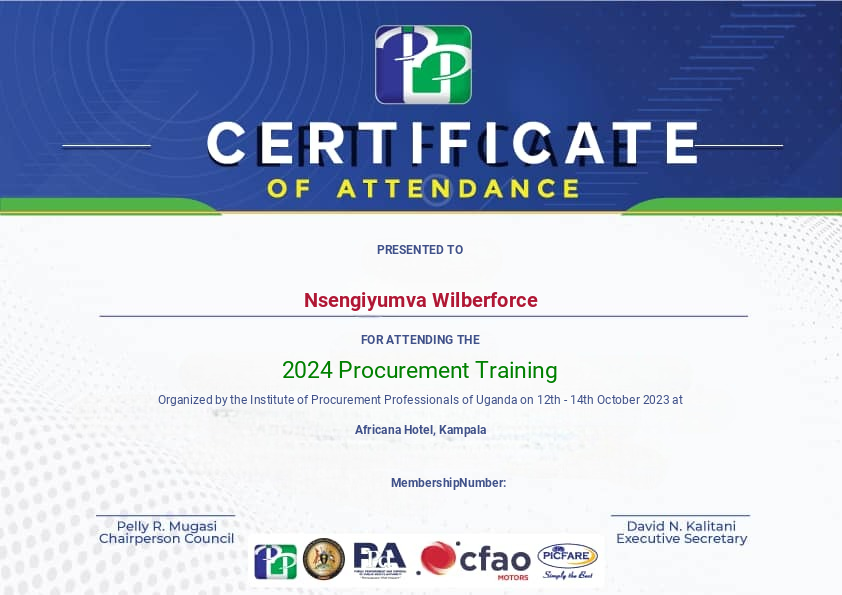 CERTIFICATE
OF ATTENDANCE
PRESENTED TO
Nsengiyumva Wilberforce
FOR ATTENDING THE
2024 Procurement Training
Organized by the Institute of Procurement Professionals of Uganda on 12th - 14th October 2023 at
Africana Hotel, Kampala
MembershipNumber:
Pelly R. Mugasi
Chairperson Council
David N. Kalitani
Executive Secretary
cfao
MOTORS
PICFARE
Simply the Best